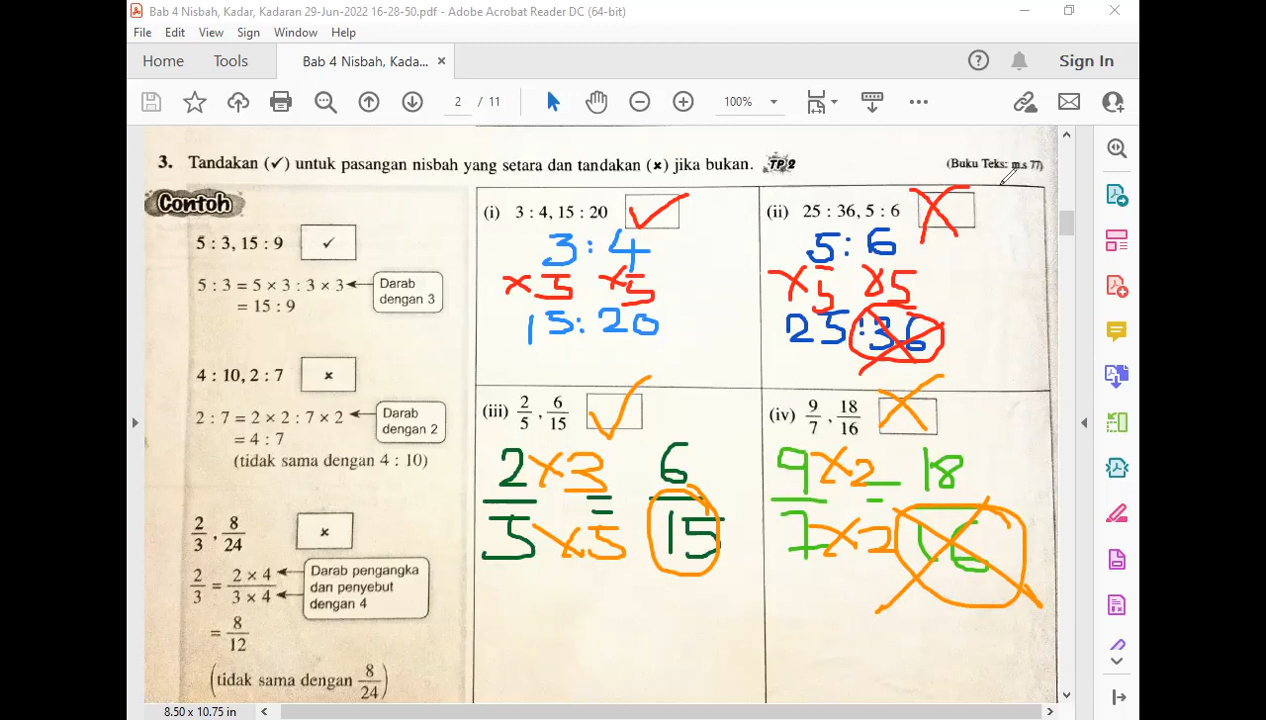 Bab 4 Nisbah, Kadar, Kadaran 29-Jun-2022 16-28-50.pdf - Adobe Acrobat Reader DC (64-bit)
File Edit View Sign Window Help
Home Tools Bab 4 Nisbah, Kada... × Sign In
2 / 11 100%
3. Tandakan (✓) untuk pasangan nisbah yang setara dan tandakan (×) jika bukan. TP 2 (Buku Teks: m.s 77)
Contoh
5 : 3, 15 : 9 ✓
5 : 3 = 5 × 3 : 3 × 3
= 15 : 9
Darab
dengan 3
4 : 10, 2 : 7 ×
2 : 7 = 2 × 2 : 7 × 2
= 4 : 7
(tidak sama dengan 4 : 10)
Darab
dengan 2
2/3 , 8/24 ×
2/3 = 2 × 4 / 3 × 4
= 8/12
(tidak sama dengan 8/24)
Darab pengangka
dan penyebut
dengan 4
(i) 3 : 4, 15 : 20 ✓
3 : 4
×5 ×5
15 : 20
(ii) 25 : 36, 5 : 6 ×
5 : 6
×5 ×5
25 : 36
(iii) 2/5 , 6/15 ✓
2 × 3 = 6
5 × 5 15
(iv) 9/7 , 18/16 ×
9 × 2 = 18
7 × 2 16
8.50 x 10.75 in